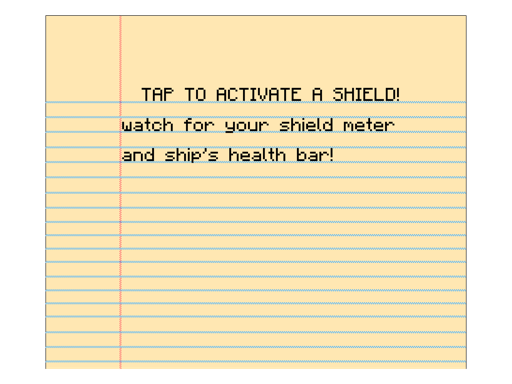 TAP TO ACTIVATE A SHIELD!
watch for your shield meter
and ship's health bar!